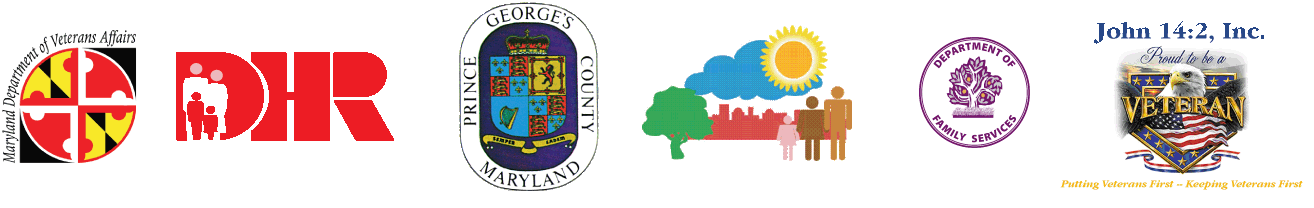 Maryland Department of Veterans Affairs
DHR
PRINCE GEORGE'S COUNTY
SEMPER EADEM
MARYLAND
DEPARTMENT OF
FAMILY SERVICES
John 14:2, Inc.
Proud to be a
VETERAN
Putting Veterans First -- Keeping Veterans First